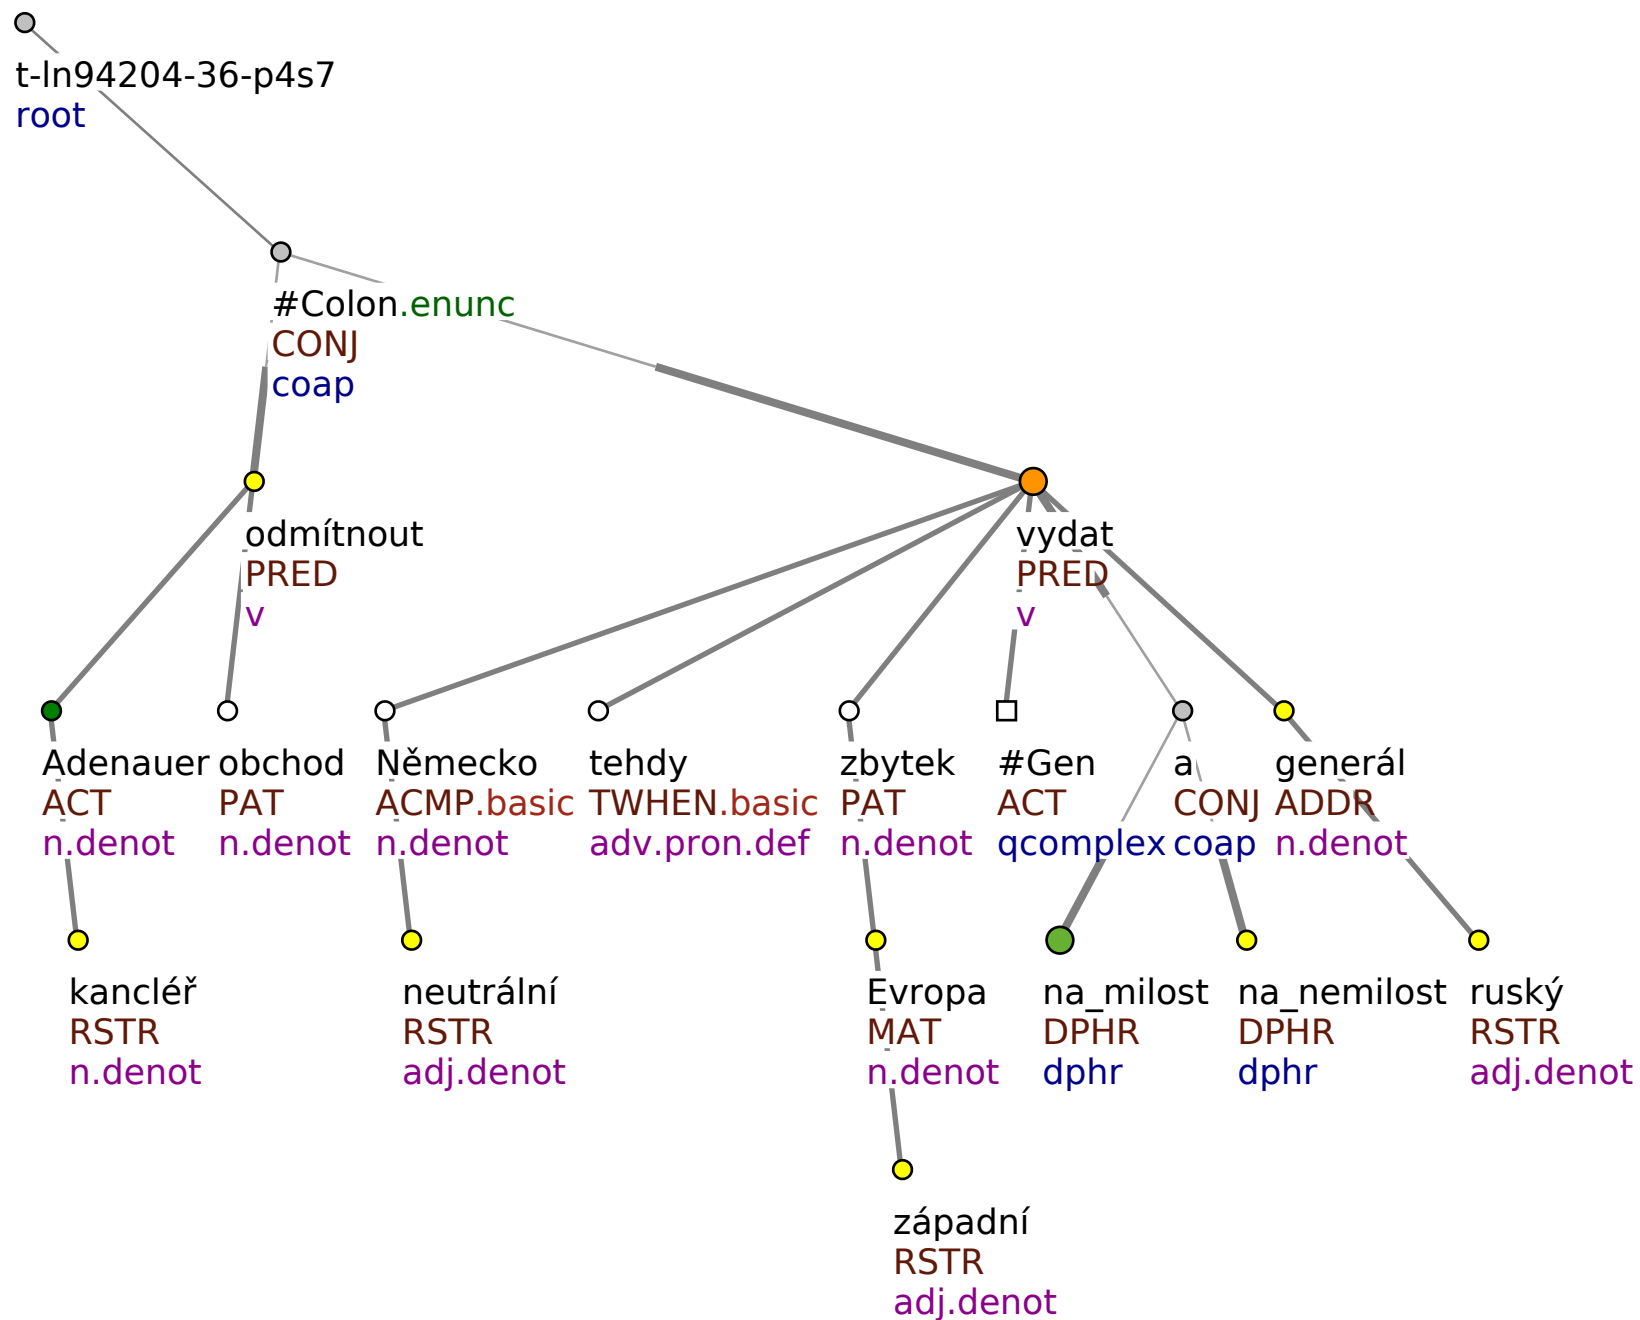 t-ln94204-36-p4s7
root
#Colon.enunc
CONJ
coap
odmítnout
PRED
v
vydat
PRED
v
Adenauer
ACT
n.denot
obchod
PAT
n.denot
Německo
ACMP.basic
n.denot
tehdy
TWHEN.basic
adv.pron.def
zbytek
PAT
n.denot
#Gen
ACT
qcomplex
a
CONJ
coap
generál
ADDR
n.denot
kancléř
RSTR
n.denot
neutrální
RSTR
adj.denot
Evropa
MAT
n.denot
na_milost
DPHR
dphr
na_nemilost
DPHR
dphr
ruský
RSTR
adj.denot
západní
RSTR
adj.denot